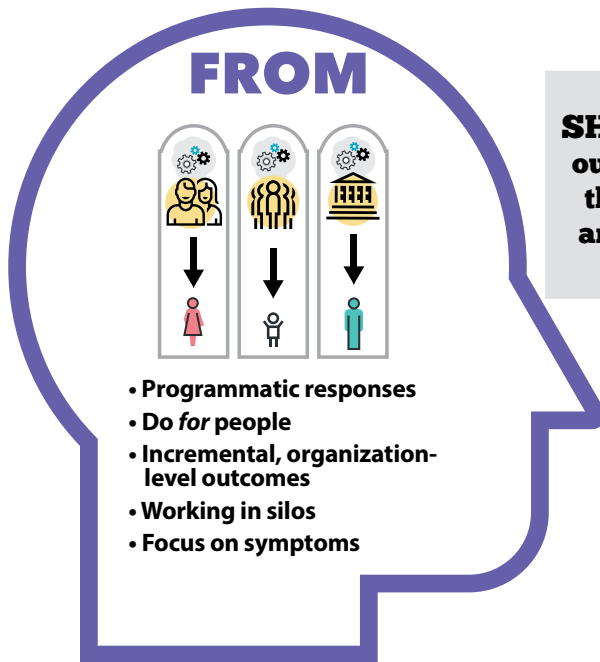 FROM
• Programmatic responses
• Do for people
• Incremental, organization-
level outcomes
• Working in silos
• Focus on symptoms